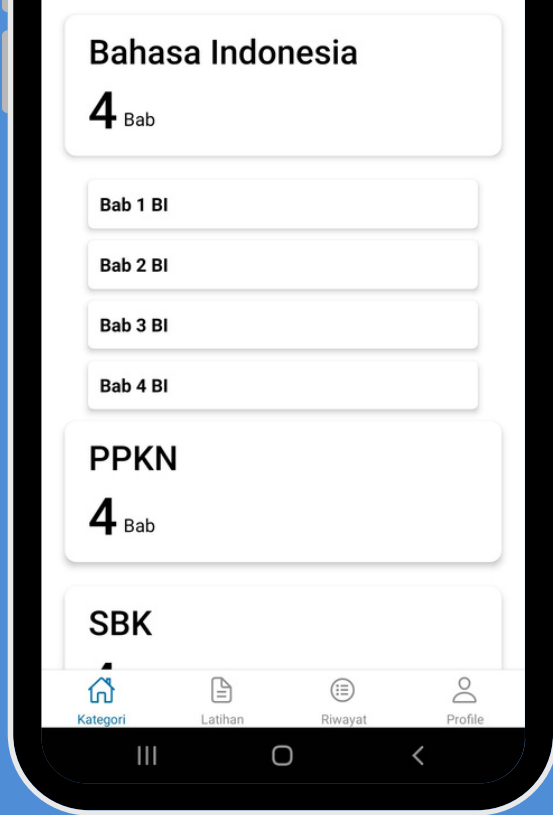 Bahasa Indonesia
4 Bab
Bab 1 BI
Bab 2 BI
Bab 3 BI
Bab 4 BI
PPKN
4 Bab
SBK
Kategori
Latihan
Riwayat
Profile